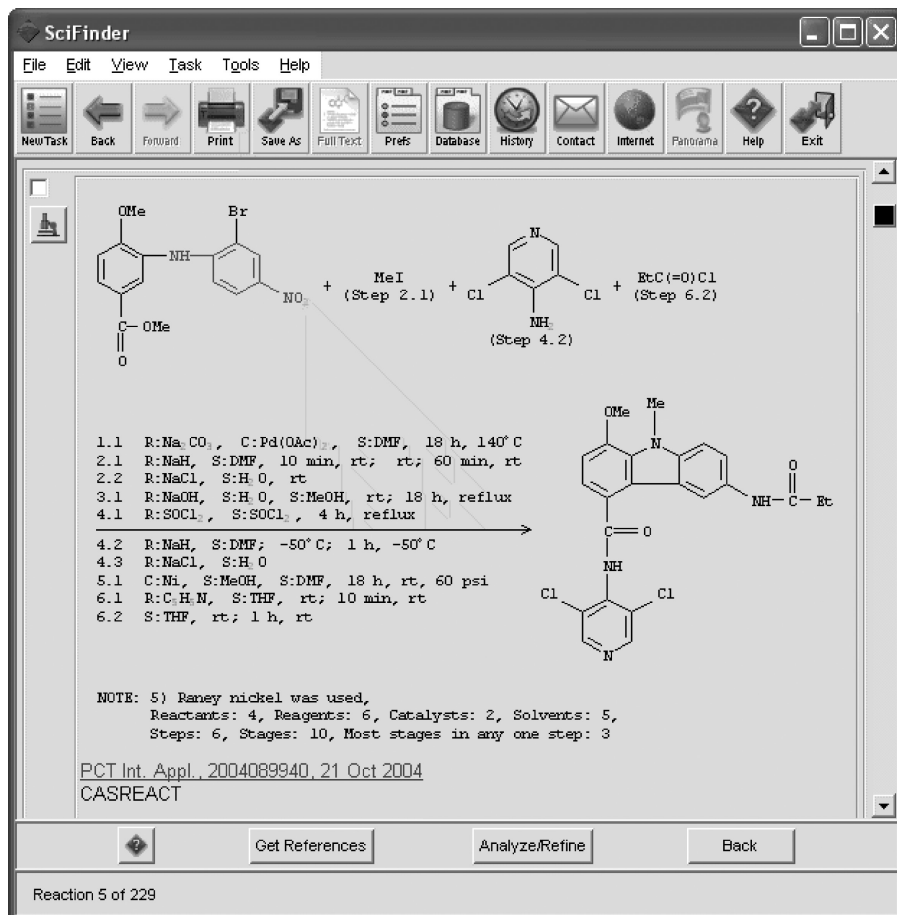 SciFinder
File Edit View Task Tools Help
New Task Back Forward Print Save As Full Text Prefs Database History Contact Internet Panorama Help Exit
OMe Br
NH
NO₂
C— OMe
O
+ MeI
(Step 2.1)
+
N
Cl Cl
NH₂
(Step 4.2)
+ EtC(=O)Cl
(Step 6.2)
1.1 R:Na₂CO₃, C:Pd(OAc)₂, S:DMF, 18 h, 140°C
2.1 R:NaH, S:DMF, 10 min, rt; rt; 60 min, rt
2.2 R:NaCl, S:H₂O, rt
3.1 R:NaOH, S:H₂O, S:MeOH, rt; 18 h, reflux
4.1 R:SOCl₂, S:SOCl₂, 4 h, reflux
4.2 R:NaH, S:DMF; -50°C; 1 h, -50°C
4.3 R:NaCl, S:H₂O
5.1 C:Ni, S:MeOH, S:DMF, 18 h, rt, 60 psi
6.1 R:C₅H₅N, S:THF, rt; 10 min, rt
6.2 S:THF, rt; 1 h, rt
OMe Me
N
O
NH C Et
C O
NH
Cl Cl
N
NOTE: 5) Raney nickel was used,
Reactants: 4, Reagents: 6, Catalysts: 2, Solvents: 5,
Steps: 6, Stages: 10, Most stages in any one step: 3
PCT Int. Appl., 2004089940, 21 Oct 2004
CASREACT
Get References Analyze/Refine Back
Reaction 5 of 229